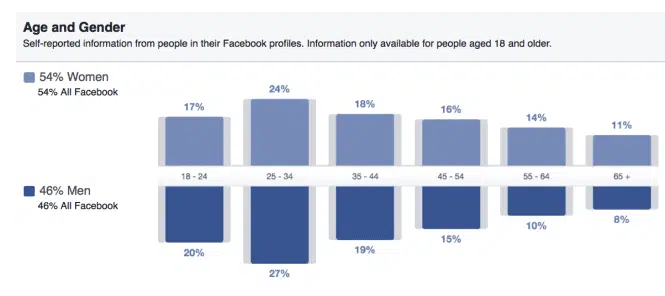 Age and Gender
Self-reported information from people in their Facebook profiles. Information only available for people aged 18 and older.
54% Women
54% All Facebook
17%
24%
18%
16%
14%
11%
18 - 24
25 - 34
35 - 44
45 - 54
55 - 64
65 +
46% Men
46% All Facebook
20%
27%
19%
15%
10%
8%